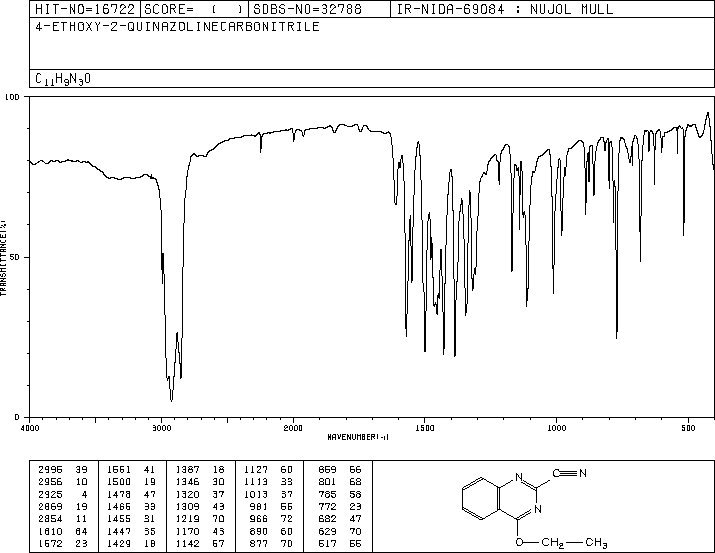 HIT-NO=16722 SCORE= ( ) SDBS-NO=32788 IR-NIDA-69084 : NUJOL MULL
4-ETHOXY-2-QUINAZOLINECARBONITRILE
C11H9N3O
100
50
0
TRANSMITTANCE(%)
4000 3000 2000 1500 1000 500
WAVENUMBER(-1)
2995 39 1561 41 1387 18 1127 60 859 66
2956 10 1500 19 1346 30 1113 33 801 68
2925 4 1478 47 1320 37 1013 37 785 58
2869 19 1466 33 1309 43 981 55 772 23
2854 11 1455 31 1219 70 966 72 682 47
1610 64 1447 35 1170 43 890 60 629 70
1572 23 1429 18 1142 57 877 70 517 55
N C N
N
O CH2 CH3